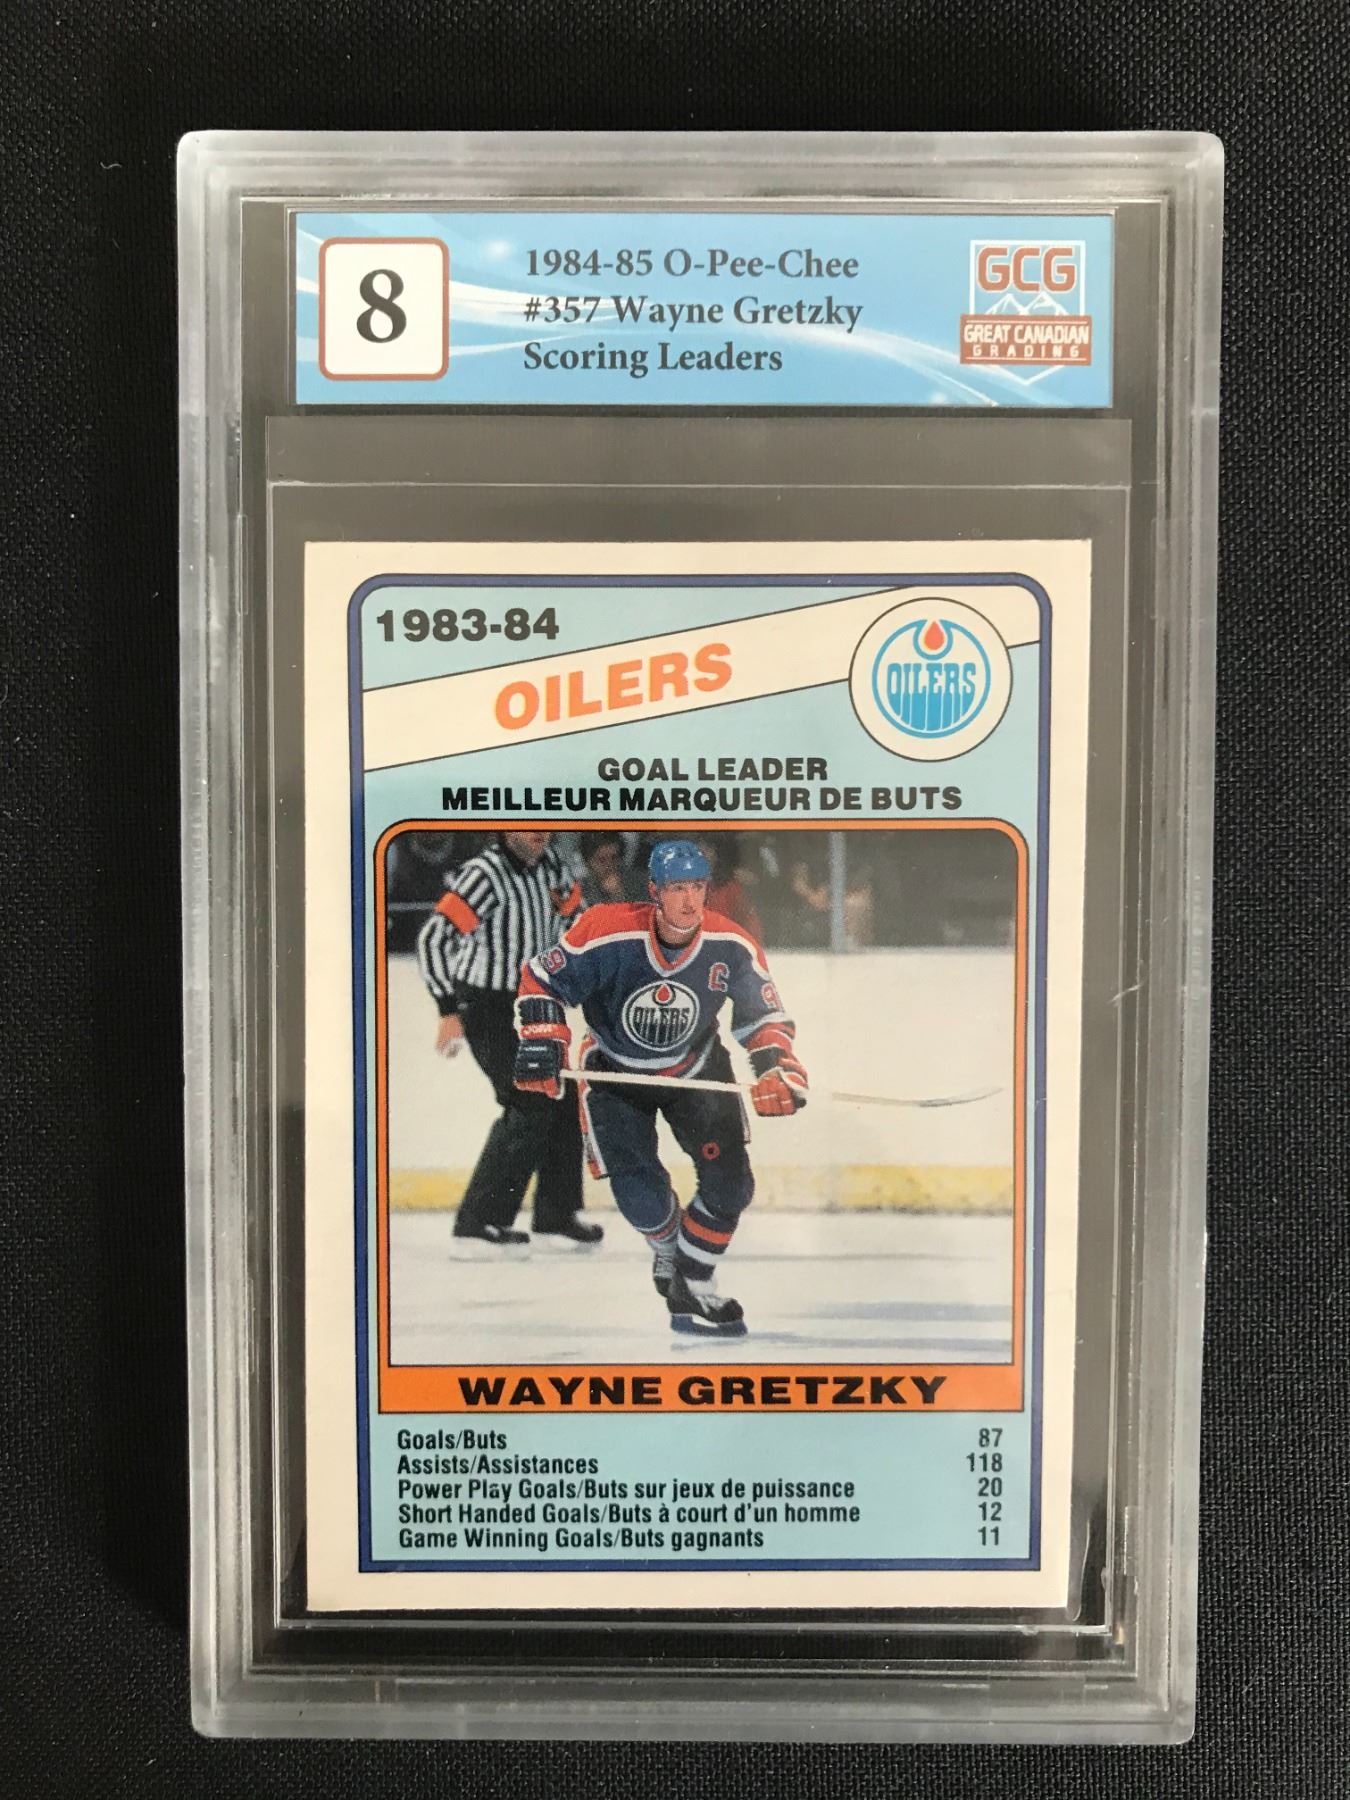 8
1984-85 O-Pee-Chee
#357 Wayne Gretzky
Scoring Leaders
GCG
GREAT CANADIAN
GRADING
1983-84
OILERS
OILERS
GOAL LEADER
MEILLEUR MARQUEUR DE BUTS
C
OILERS
WAYNE GRETZKY
Goals/Buts 87
Assists/Assistances 118
Power Play Goals/Buts sur jeux de puissance 20
Short Handed Goals/Buts à court d'un homme 12
Game Winning Goals/Buts gagnants 11